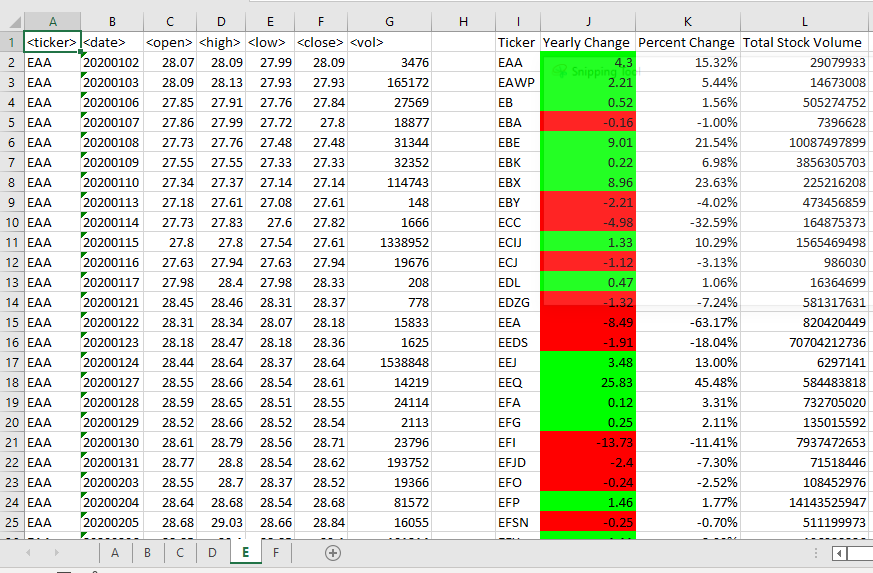 A B C D E F G H I J K L
1 <ticker> <date> <open> <high> <low> <close> <vol> Ticker Yearly Change Percent Change Total Stock Volume
2 EAA 20200102 28.07 28.09 27.99 28.09 3476 EAA 4.3 15.32% 29079933
3 EAA 20200103 28.09 28.13 27.93 27.93 165172 EAWP 2.21 5.44% 14673008
Snipping Tool
4 EAA 20200106 27.85 27.91 27.76 27.84 27569 EB 0.52 1.56% 505274752
5 EAA 20200107 27.86 27.99 27.72 27.8 18877 EBA -0.16 -1.00% 7396628
6 EAA 20200108 27.73 27.76 27.48 27.48 31344 EBE 9.01 21.54% 10087497899
7 EAA 20200109 27.55 27.55 27.33 27.33 32352 EBK 0.22 6.98% 3856305703
8 EAA 20200110 27.34 27.37 27.14 27.14 114743 EBX 8.96 23.63% 225216208
9 EAA 20200113 27.18 27.61 27.08 27.61 148 EBY -2.21 -4.02% 473456859
10 EAA 20200114 27.73 27.83 27.6 27.82 1666 ECC -4.98 -32.59% 164875373
11 EAA 20200115 27.8 27.8 27.54 27.61 1338952 ECIJ 1.33 10.29% 1565469498
12 EAA 20200116 27.63 27.94 27.63 27.94 19676 ECJ -1.12 -3.13% 986030
13 EAA 20200117 27.98 28.4 27.98 28.33 208 EDL 0.47 1.06% 16364699
14 EAA 20200121 28.45 28.46 28.31 28.37 778 EDZG -1.32 -7.24% 581317631
15 EAA 20200122 28.31 28.34 28.07 28.18 15833 EEA -8.49 -63.17% 820420449
16 EAA 20200123 28.18 28.47 28.18 28.36 1625 EEDS -1.91 -18.04% 70704212736
17 EAA 20200124 28.44 28.64 28.37 28.64 1538848 EEJ 3.48 13.00% 6297141
18 EAA 20200127 28.55 28.66 28.54 28.61 14219 EEQ 25.83 45.48% 584483818
19 EAA 20200128 28.59 28.65 28.51 28.55 24114 EFA 0.12 3.31% 732705020
20 EAA 20200129 28.52 28.66 28.52 28.54 2113 EFG 0.25 2.11% 135015592
21 EAA 20200130 28.61 28.79 28.56 28.71 23796 EFI -13.73 -11.41% 7937472653
22 EAA 20200131 28.77 28.8 28.54 28.62 193752 EFJD -2.4 -7.30% 71518446
23 EAA 20200203 28.55 28.7 28.37 28.52 19366 EFO -0.24 -2.52% 108452976
24 EAA 20200204 28.64 28.68 28.54 28.68 81572 EFP 1.46 1.77% 14143525947
25 EAA 20200205 28.68 29.03 28.66 28.84 16055 EFSN -0.25 -0.70% 511199973
A B C D E F